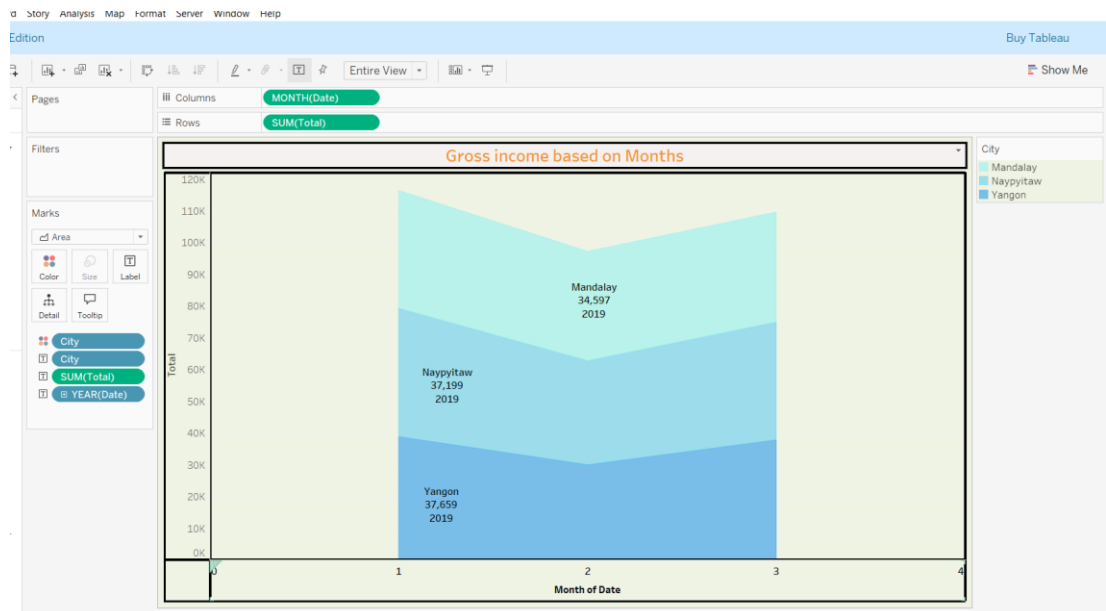 Story Analysis Map Format Server Window Help
Edition
Buy Tableau
Entire View
Show Me
Pages
Columns
MONTH(Date)
Rows
SUM(Total)
Filters
Gross income based on Months
City
Mandalay
Naypyitaw
Yangon
Marks
Area
Color
Size
Label
Detail
Tooltip
City
City
SUM(Total)
YEAR(Date)
Total
120K
110K
100K
90K
80K
70K
60K
50K
40K
30K
20K
10K
0K
Mandalay
34,597
2019
Naypyitaw
37,199
2019
Yangon
37,659
2019
0
1
2
3
4
Month of Date